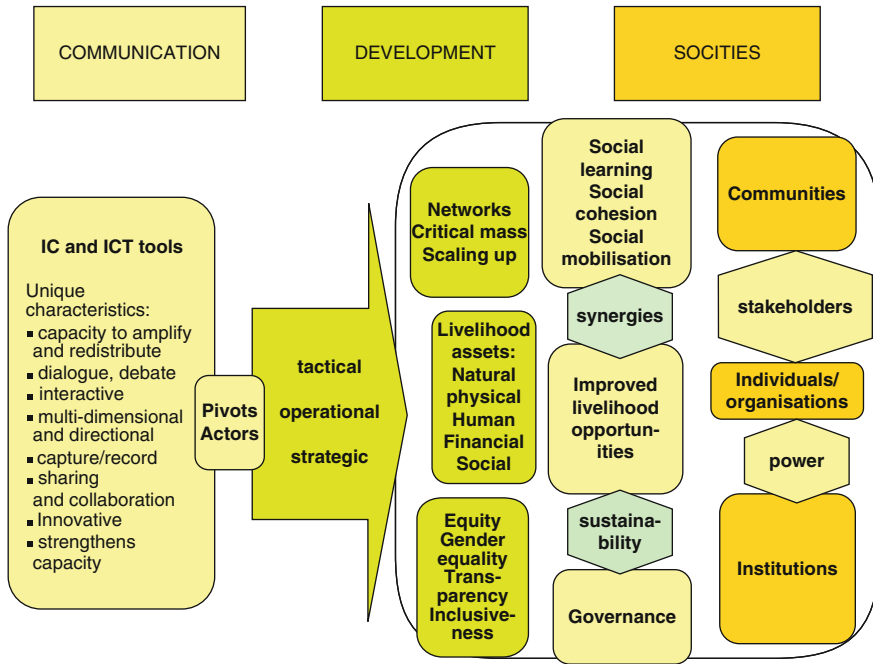 COMMUNICATION
DEVELOPMENT
SOCITIES
IC and ICT tools
Unique
characteristics:
▪ capacity to amplify
and redistribute
▪ dialogue, debate
▪ interactive
▪ multi-dimensional
and directional
▪ capture/record
▪ sharing
and collaboration
▪ Innovative
▪ strengthens
capacity
Pivots
Actors
tactical
operational
strategic
Networks
Critical mass
Scaling up
Livelihood
assets:
Natural
physical
Human
Financial
Social
Equity
Gender
equality
Trans-
parency
Inclusive-
ness
Social
learning
Social
cohesion
Social
mobilisation
synergies
Improved
livelihood
opportun-
ities
sustaina-
bility
Governance
Communities
stakeholders
Individuals/
organisations
power
Institutions